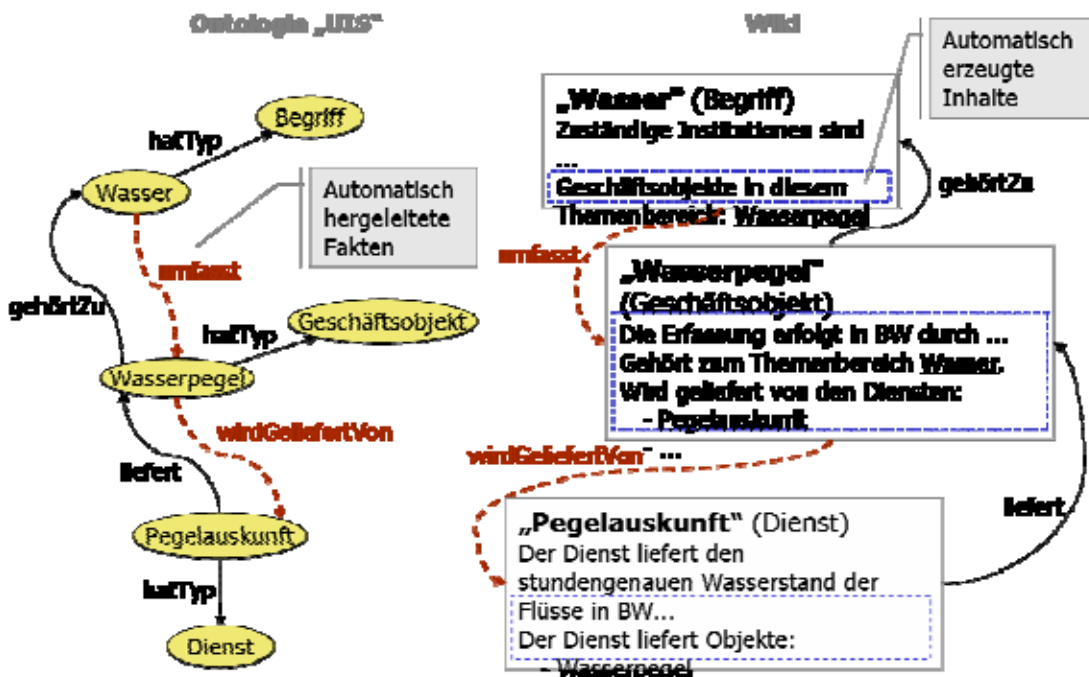 Ontologie „UIS“
Wiki
Automatisch
erzeugte
Inhalte
Begriff
hatTyp
Wasser
Automatisch
hergeleitete
Fakten
umfasst
gehörtZu
hatTyp
Geschäftsobjekt
Wasserpegel
wirdGeliefertVon
liefert
Pegelauskunft
hatTyp
Dienst
„Wasser“ (Begriff)
Zuständige Institutionen sind
...
Geschäftsobjekte in diesem
Themenbereich: Wasserpegel
gehörtZu
umfasst
„Wasserpegel“
(Geschäftsobjekt)
Die Erfassung erfolgt in BW durch ...
Gehört zum Themenbereich Wasser.
Wird geliefert von den Diensten:
- Pegelauskunft
- ...
wirdGeliefertVon
liefert
„Pegelauskunft“ (Dienst)
Der Dienst liefert den
stundengenauen Wasserstand der
Flüsse in BW...
Der Dienst liefert Objekte:
- Wasserpegel